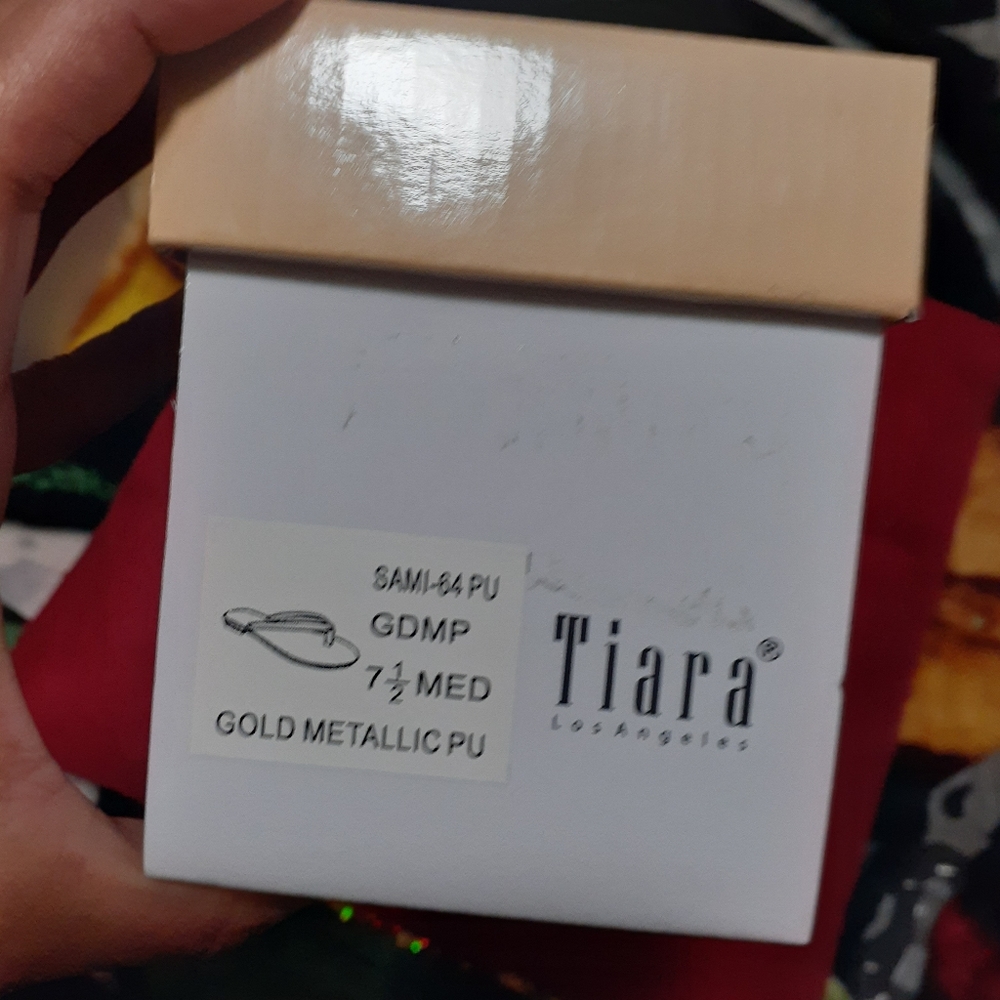 SAMI-64 PU
GDMP
7 1/2 MED
GOLD METALLIC PU
Tiara®
Los Angeles